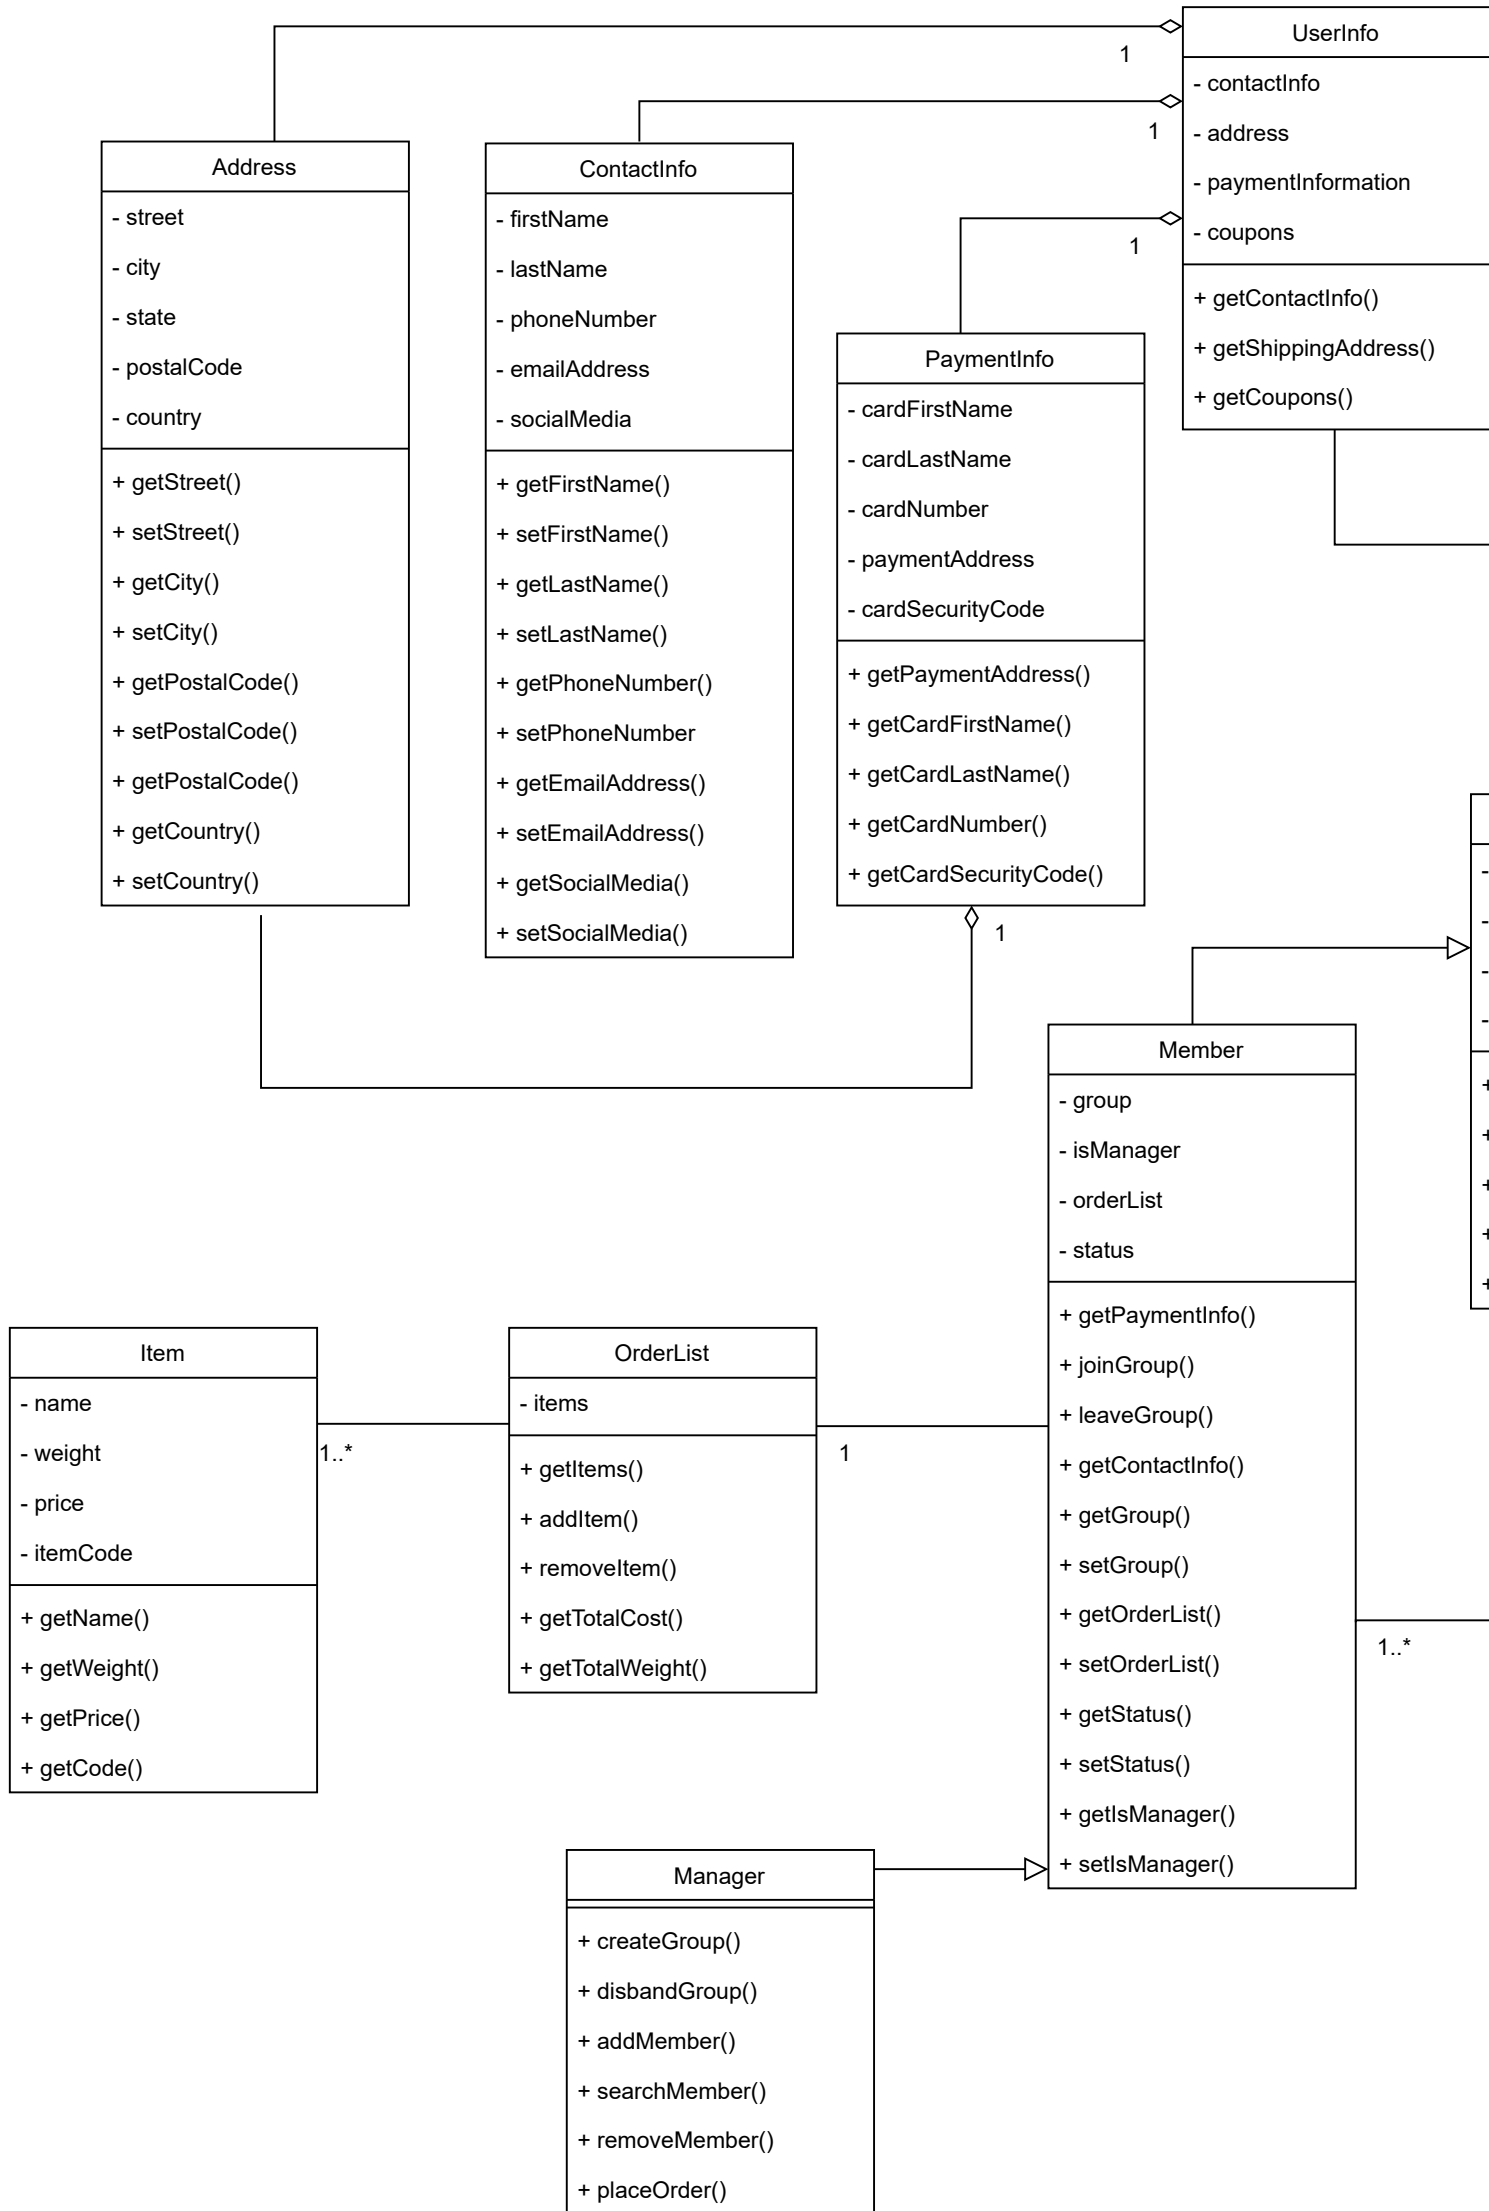 UserInfo
- contactInfo
- address
- paymentInformation
- coupons
+ getContactInfo()
+ getShippingAddress()
+ getCoupons()
1
1
1
Address
- street
- city
- state
- postalCode
- country
+ getStreet()
+ setStreet()
+ getCity()
+ setCity()
+ getPostalCode()
+ setPostalCode()
+ getPostalCode()
+ getCountry()
+ setCountry()
ContactInfo
- firstName
- lastName
- phoneNumber
- emailAddress
- socialMedia
+ getFirstName()
+ setFirstName()
+ getLastName()
+ setLastName()
+ getPhoneNumber()
+ setPhoneNumber
+ getEmailAddress()
+ setEmailAddress()
+ getSocialMedia()
+ setSocialMedia()
PaymentInfo
- cardFirstName
- cardLastName
- cardNumber
- paymentAddress
- cardSecurityCode
+ getPaymentAddress()
+ getCardFirstName()
+ getCardLastName()
+ getCardNumber()
+ getCardSecurityCode()
1
-
-
-
-
+
+
+
+
+
Member
- group
- isManager
- orderList
- status
+ getPaymentInfo()
+ joinGroup()
+ leaveGroup()
+ getContactInfo()
+ getGroup()
+ setGroup()
+ getOrderList()
+ setOrderList()
+ getStatus()
+ setStatus()
+ getIsManager()
+ setIsManager()
1..*
Item
- name
- weight
- price
- itemCode
+ getName()
+ getWeight()
+ getPrice()
+ getCode()
1..*
OrderList
- items
+ getItems()
+ addItem()
+ removeItem()
+ getTotalCost()
+ getTotalWeight()
1
Manager
+ createGroup()
+ disbandGroup()
+ addMember()
+ searchMember()
+ removeMember()
+ placeOrder()